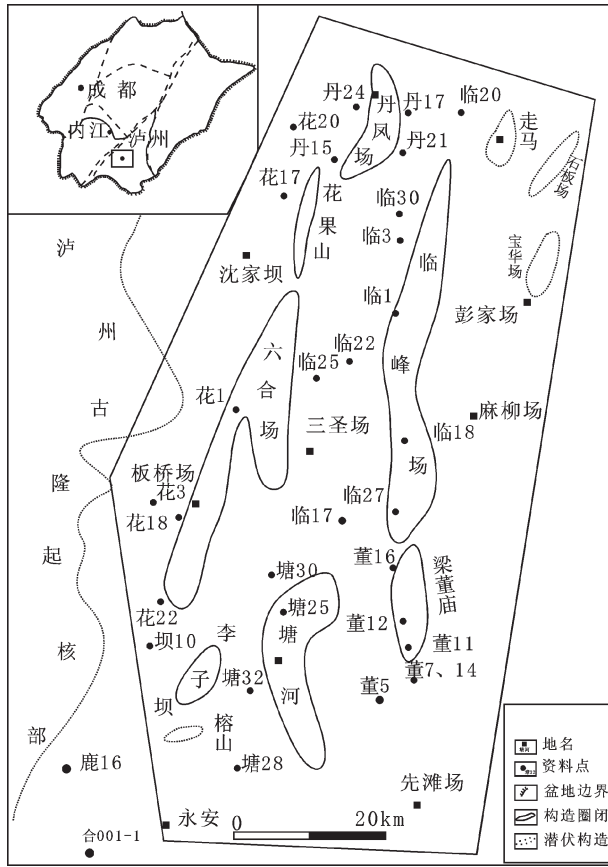 成都
内江
泸州
丹24
丹
凤
场
丹17
临20
花20
丹15
丹21
走马
石板场
花17
花
果
山
临30
临3
临
峰
场
宝华场
沈家坝
临1
彭家场
泸
州
古
隆
起
核
部
六
合
场
临22
临25
花1
三圣场
临18
麻柳场
板桥场
花3
花18
临17
临27
董16
梁董庙
塘30
塘25
花22
坝10
李
子
坝
塘
河
董12
董11
董7、14
塘32
董5
榕山
鹿16
塘28
先滩场
合001-1
永安
0
20km
地名
资料点
盆地边界
构造圈闭
潜伏构造